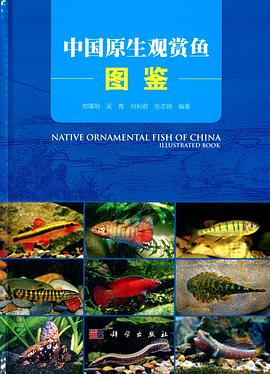 中国原生观赏鱼
图鉴
郑曙明 吴青 何利君 张志钢 编著
NATIVE ORNAMENTAL FISH OF CHINA
ILLUSTRATED BOOK
科学出版社